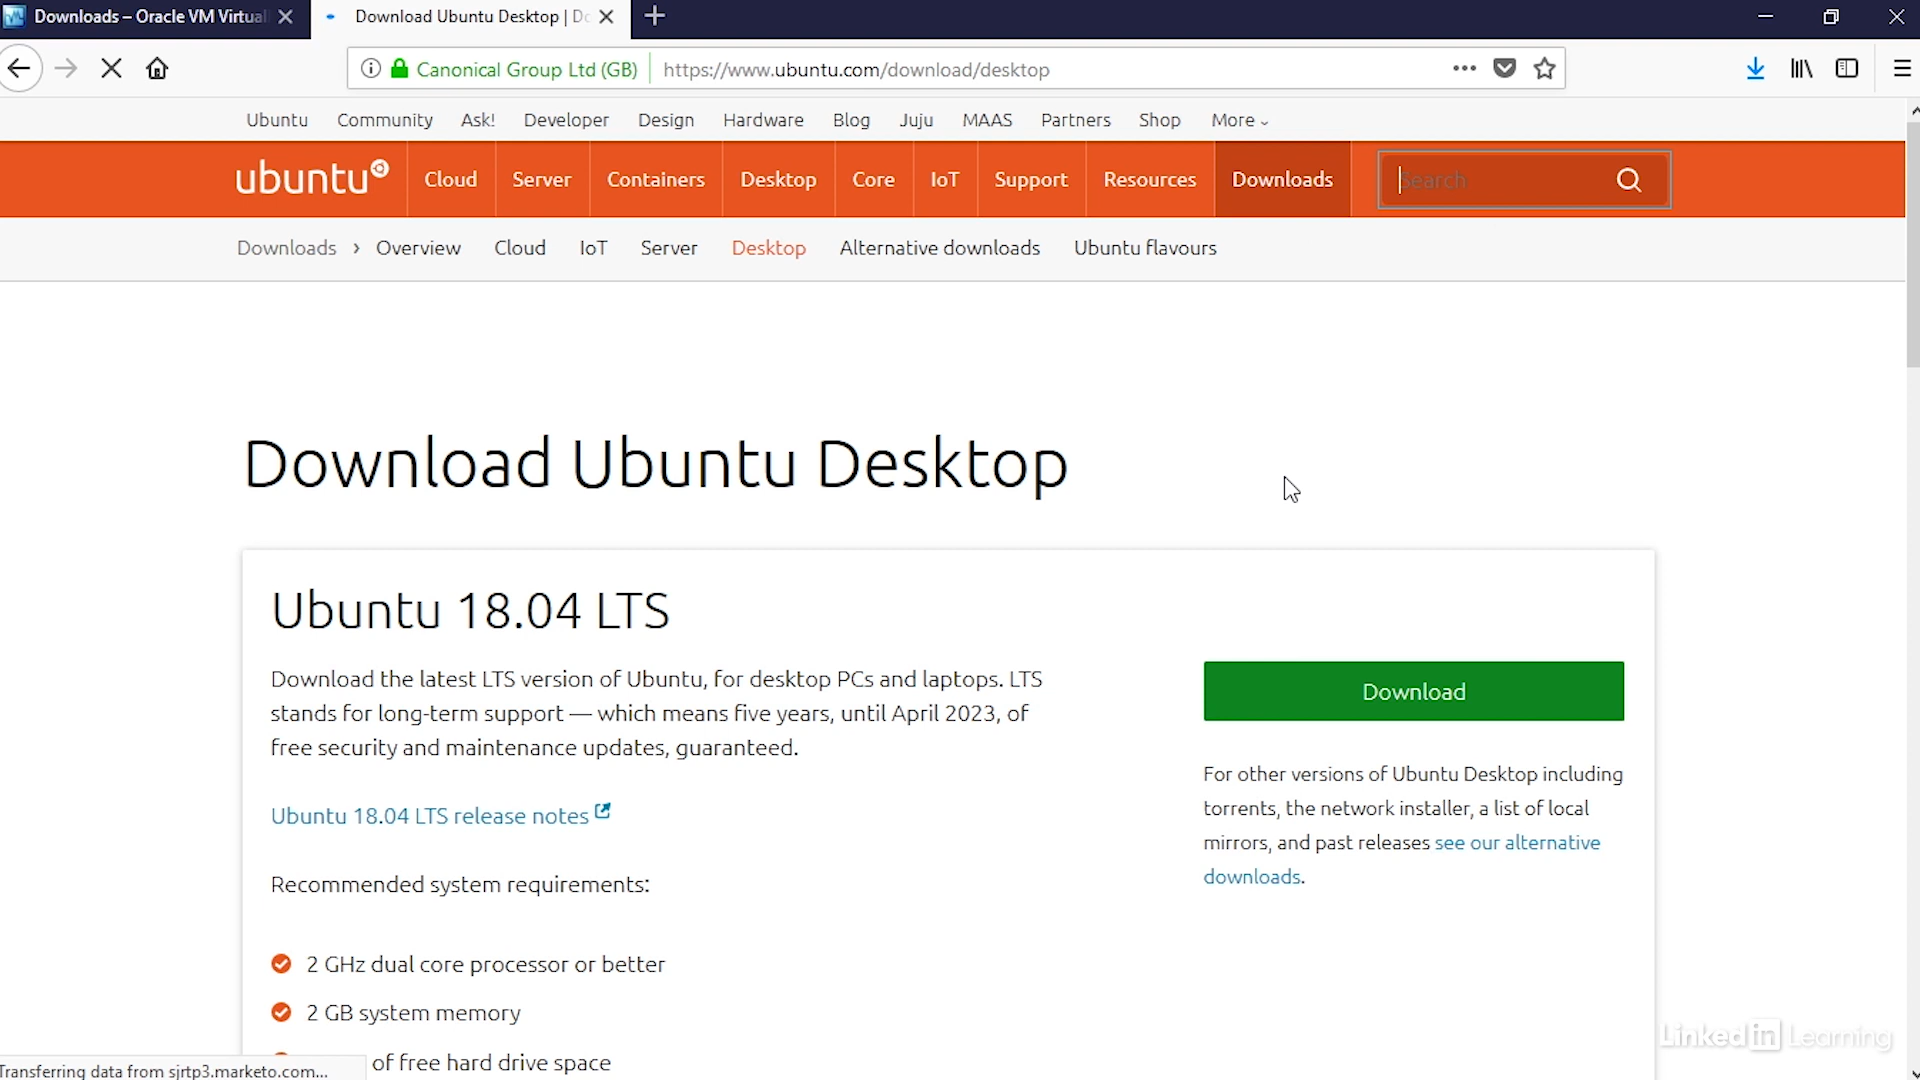 Downloads – Oracle VM Virtual
Download Ubuntu Desktop | Do
Canonical Group Ltd (GB)
https://www.ubuntu.com/download/desktop
Ubuntu Community Ask! Developer Design Hardware Blog Juju MAAS Partners Shop More
ubuntu Cloud Server Containers Desktop Core IoT Support Resources Downloads Search
Downloads › Overview Cloud IoT Server Desktop Alternative downloads Ubuntu flavours
Download Ubuntu Desktop
Ubuntu 18.04 LTS
Download the latest LTS version of Ubuntu, for desktop PCs and laptops. LTS
stands for long-term support — which means five years, until April 2023, of
free security and maintenance updates, guaranteed.
Ubuntu 18.04 LTS release notes
Recommended system requirements:
2 GHz dual core processor or better
2 GB system memory
of free hard drive space
Download
For other versions of Ubuntu Desktop including
torrents, the network installer, a list of local
mirrors, and past releases see our alternative
downloads.
Transferring data from sjrtp3.marketo.com...
Linked in Learning